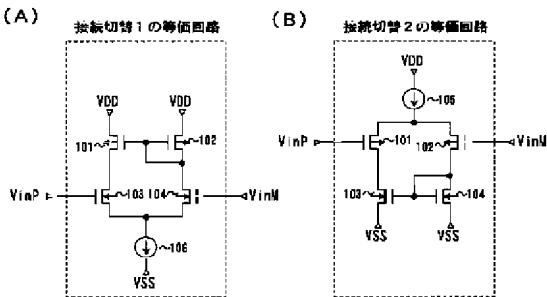 (A)
接続切替1の等価回路
VDD VDD
101 102
VinP 103 104 VinM
106
VSS
(B)
接続切替2の等価回路
VDD
105
VinP 101 102 VinM
103 104
VSS VSS